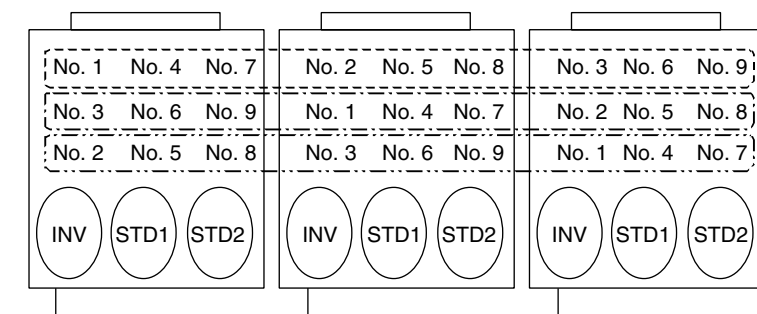 No. 1 No. 4 No. 7 No. 2 No. 5 No. 8 No. 3 No. 6 No. 9
No. 3 No. 6 No. 9 No. 1 No. 4 No. 7 No. 2 No. 5 No. 8
No. 2 No. 5 No. 8 No. 3 No. 6 No. 9 No. 1 No. 4 No. 7
INV STD1 STD2 INV STD1 STD2 INV STD1 STD2